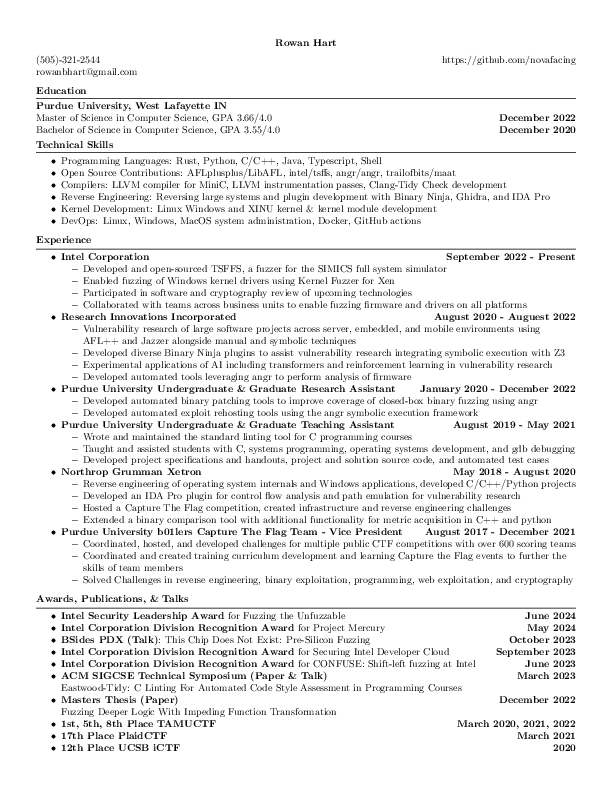 Rowan Hart
(505)-321-2544 https://github.com/novafacing
rowanbhart@gmail.com
Education
Purdue University, West Lafayette IN
Master of Science in Computer Science, GPA 3.66/4.0 December 2022
Bachelor of Science in Computer Science, GPA 3.55/4.0 December 2020
Technical Skills
• Programming Languages: Rust, Python, C/C++, Java, Typescript, Shell
• Open Source Contributions: AFLplusplus/LibAFL, intel/tsffs, angr/angr, trailofbits/maat
• Compilers: LLVM compiler for MiniC, LLVM instrumentation passes, Clang-Tidy Check development
• Reverse Engineering: Reversing large systems and plugin development with Binary Ninja, Ghidra, and IDA Pro
• Kernel Development: Linux Windows and XINU kernel & kernel module development
• DevOps: Linux, Windows, MacOS system administration, Docker, GitHub actions
Experience
• Intel Corporation September 2022 - Present
– Developed and open-sourced TSFFS, a fuzzer for the SIMICS full system simulator
– Enabled fuzzing of Windows kernel drivers using Kernel Fuzzer for Xen
– Participated in software and cryptography review of upcoming technologies
– Collaborated with teams across business units to enable fuzzing firmware and drivers on all platforms
• Research Innovations Incorporated August 2020 - Auguest 2022
– Vulnerability research of large software projects across server, embedded, and mobile environments using
AFL++ and Jazzer alongside manual and symbolic techniques
– Developed diverse Binary Ninja plugins to assist vulnerability research integrating symbolic execution with Z3
– Experimental applications of AI including transformers and reinforcement learning in vulnerability research
– Developed automated tools leveraging angr to perform analysis of firmware
• Purdue University Undergraduate & Graduate Research Assistant January 2020 - December 2022
– Developed automated binary patching tools to improve coverage of closed-box binary fuzzing using angr
– Developed automated exploit rehosting tools using the angr symbolic execution framework
• Purdue University Undergraduate & Graduate Teaching Assistant August 2019 - May 2021
– Wrote and maintained the standard linting tool for C programming courses
– Taught and assisted students with C, systems programming, operating systems development, and gdb debugging
– Developed project specifications and handouts, project and solution source code, and automated test cases
• Northrop Grumman Xetron May 2018 - August 2020
– Reverse engineering of operating system internals and Windows applications, developed C/C++/Python projects
– Developed an IDA Pro plugin for control flow analysis and path emulation for vulnerability research
– Hosted a Capture The Flag competition, created infrastructure and reverse engineering challenges
– Extended a binary comparison tool with additional functionality for metric acquisition in C++ and python
• Purdue University b01lers Capture The Flag Team - Vice President August 2017 - December 2021
– Coordinated, hosted, and developed challenges for multiple public CTF competitions with over 600 scoring teams
– Coordinated and created training curriculum development and learning Capture the Flag events to further the
skills of team members
– Solved Challenges in reverse engineering, binary exploitation, programming, web exploitation, and cryptography
Awards, Publications, & Talks
• Intel Security Leadership Award for Fuzzing the Unfuzzable June 2024
• Intel Corporation Division Recognition Award for Project Mercury May 2024
• BSides PDX (Talk): This Chip Does Not Exist: Pre-Silicon Fuzzing October 2023
• Intel Corporation Division Recognition Award for Securing Intel Developer Cloud September 2023
• Intel Corporation Division Recognition Award for CONFUSE: Shift-left fuzzing at Intel June 2023
• ACM SIGCSE Technical Symposium (Paper & Talk) March 2023
Eastwood-Tidy: C Linting For Automated Code Style Assessment in Programming Courses
• Masters Thesis (Paper) December 2022
Fuzzing Deeper Logic With Impeding Function Transformation
• 1st, 5th, 8th Place TAMUCTF March 2020, 2021, 2022
• 17th Place PlaidCTF March 2021
• 12th Place UCSB iCTF 2020